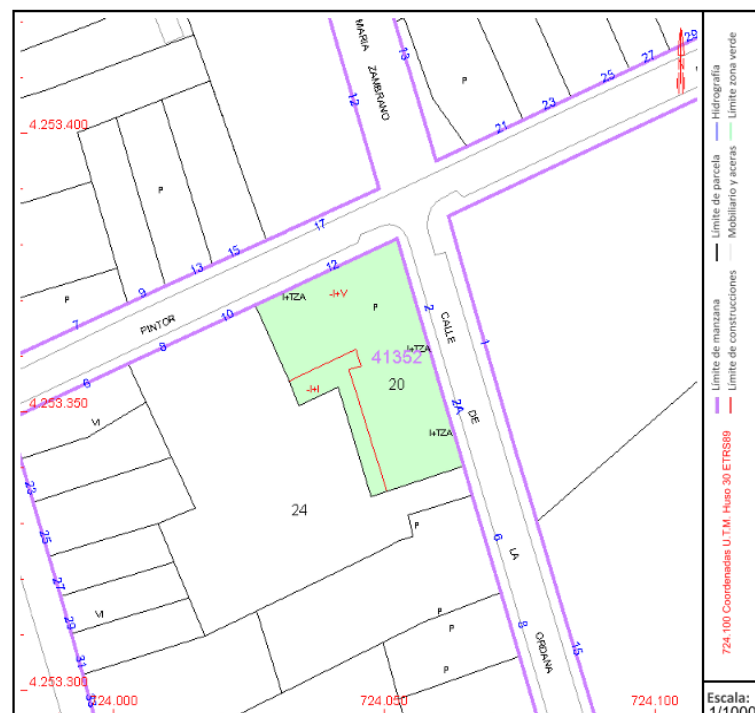 MARIA
ZAMBRANO
12
13
P
21
23
25
27
29
4.253.400
P
17
15
13
9
7
P
PINTOR
12
10
8
6
I+TZA
-I+V
P
2
CALLE
1
I+TZA
41352
20
-I+I
2A
DE
I+TZA
4.253.350
VI
23
25
27
29
31
33
VI
24
P
6
LA
8
ORDANA
15
P
P
P
4.253.300
724.000
724.050
724.100
Límite de manzana
Límite de parcela
Hidrografía
Límite de construcciones
Mobiliario y aceras
Límite zona verde
724.100 Coordenadas U.T.M. Huso 30 ETRS89
Escala:
1/1000